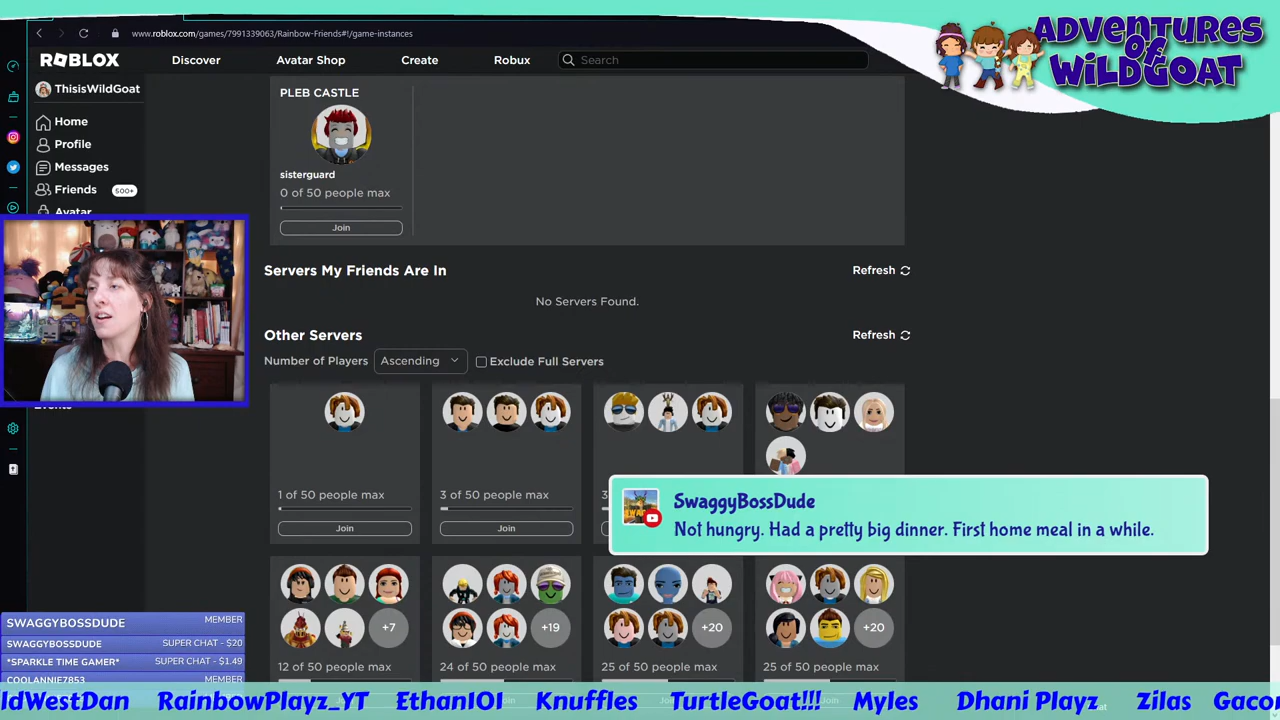 www.roblox.com/games/7991339063/Rainbow-Friends#!/game-instances
ADVENTURES
OF
WILDGOAT
ROBLOX
Discover
Avatar Shop
Create
Robux
Search
ThisisWildGoat
Home
Profile
Messages
Friends
500+
Avatar
PLEB CASTLE
sisterguard
0 of 50 people max
Join
Servers My Friends Are In
Refresh
No Servers Found.
Other Servers
Refresh
Number of Players
Ascending
Exclude Full Servers
1 of 50 people max
3 of 50 people max
Join
Join
SwaggyBossDude
Not hungry. Had a pretty big dinner. First home meal in a while.
+7
+19
+20
+20
12 of 50 people max
24 of 50 people max
25 of 50 people max
25 of 50 people max
SWAGGYBOSSDUDE MEMBER
SWAGGYBOSSDUDE SUPER CHAT - $20
*SPARKLE TIME GAMER* SUPER CHAT - $1.49
COOLANNIE7853 MEMBER
ldWestDan RainbowPlayz_YT Ethan101 Knuffles TurtleGoat!!! Myles Dhani Playz Zilas Gaco